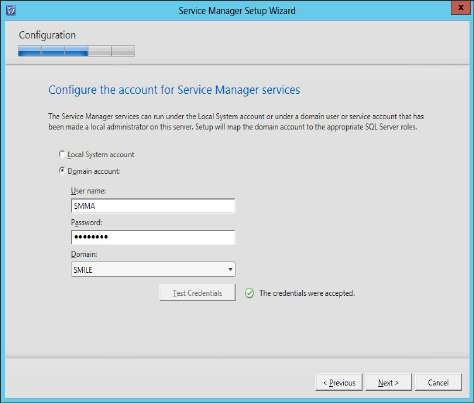 Service Manager Setup Wizard
x
Configuration
Configure the account for Service Manager services
The Service Manager services can run under the Local System account or under a domain user or service account that has
been made a local administrator on this server. Setup will map the domain account to the appropriate SQL Server roles.
Local System account
Domain account:
User name:
SMMA
Password:
••••••••
Domain:
SMILE
Test Credentials
The credentials were accepted.
< Previous
Next >
Cancel